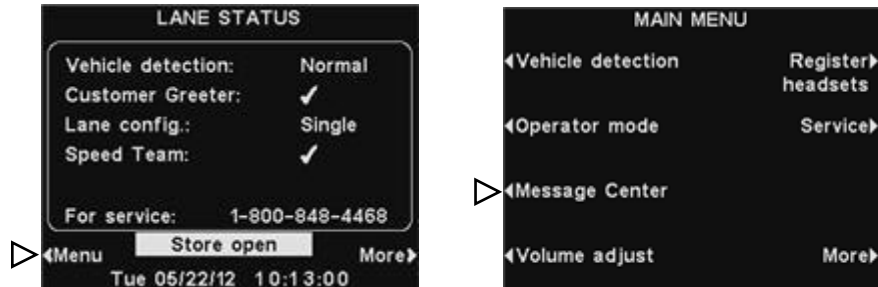 LANE STATUS
Vehicle detection: Normal
Customer Greeter: ✓
Lane config.: Single
Speed Team: ✓
For service: 1-800-848-4468
Store open
Menu More
Tue 05/22/12 10:13:00
MAIN MENU
Vehicle detection Register
headsets
Operator mode Service
Message Center
Volume adjust More